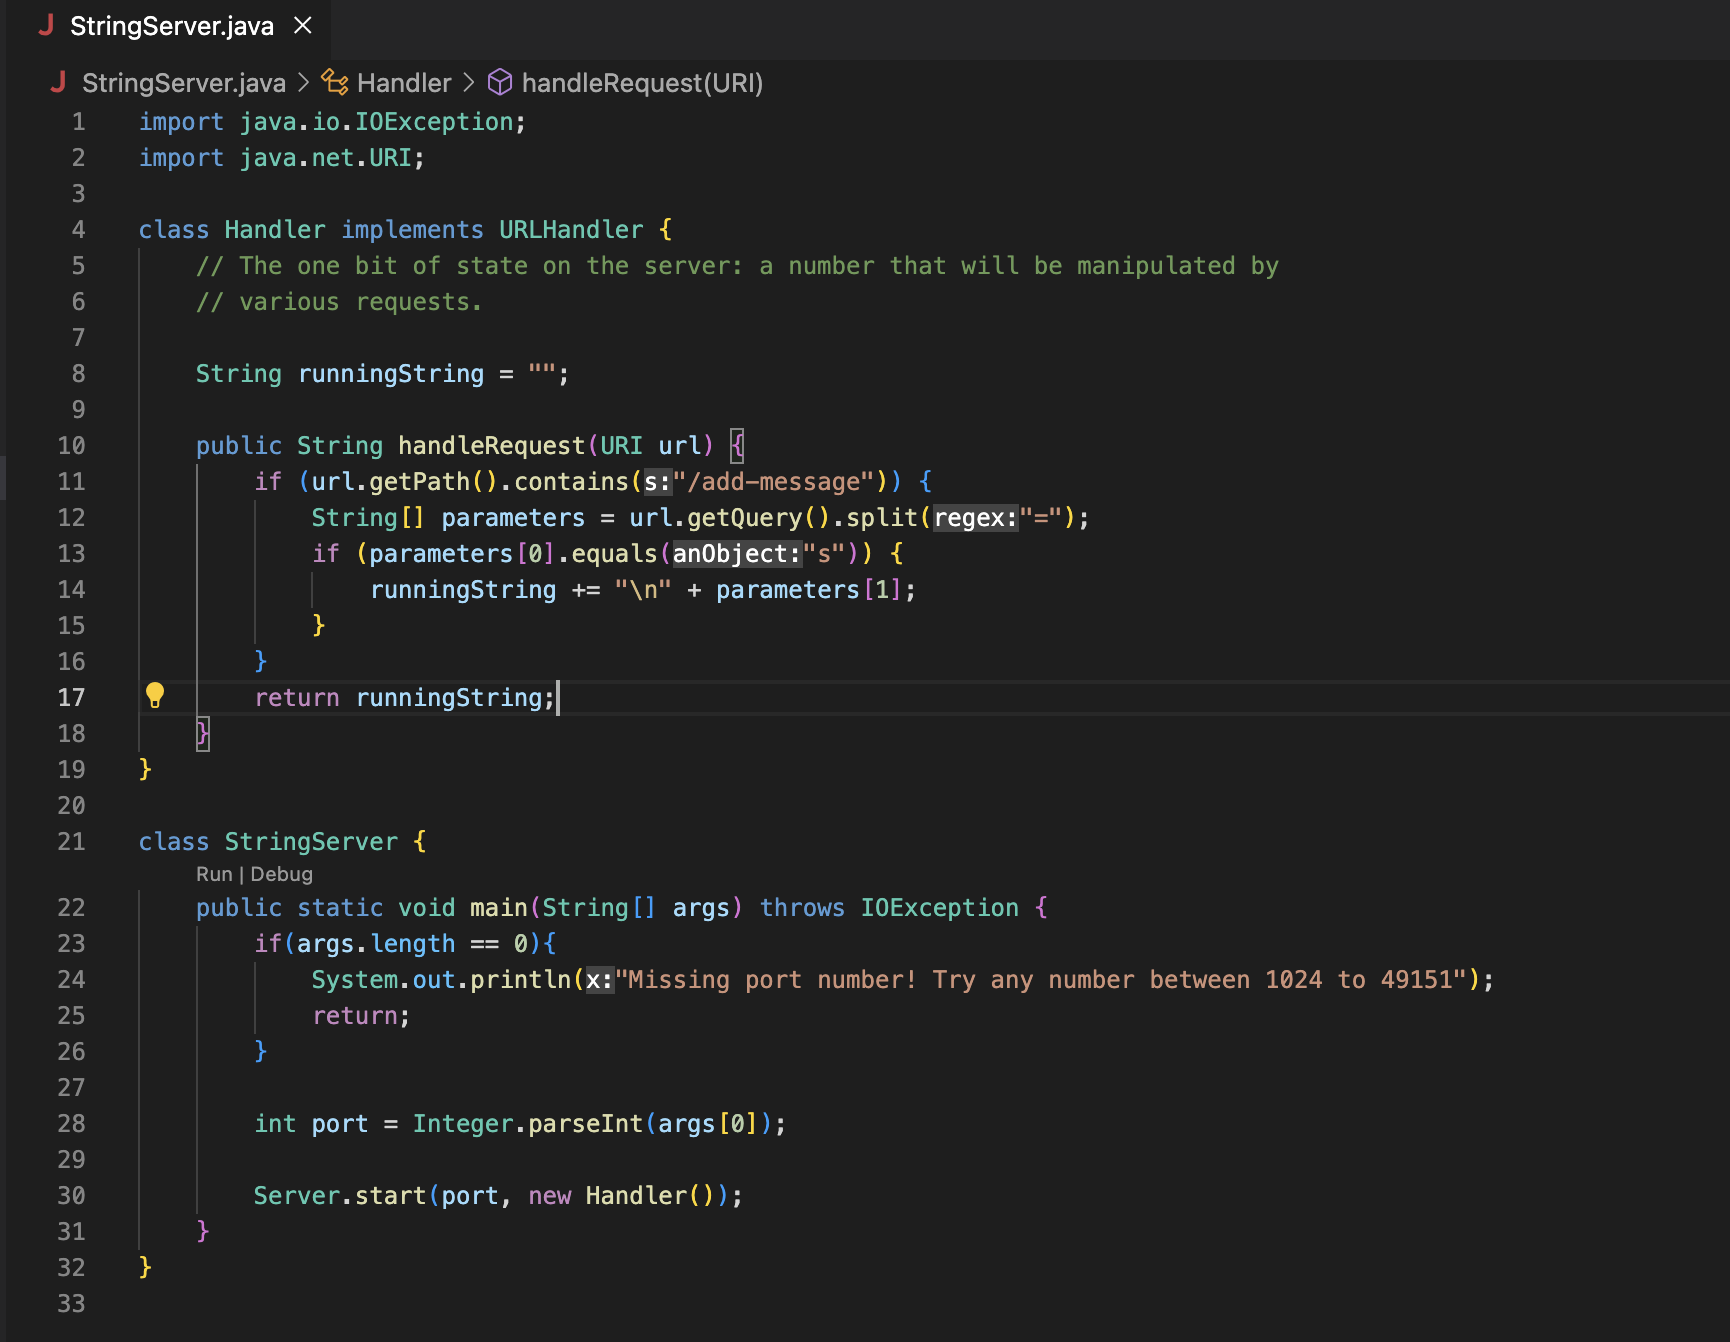 StringServer.java ×
StringServer.java > Handler > handleRequest(URI)
1 import java.io.IOException;
2 import java.net.URI;
3
4 class Handler implements URLHandler {
5     // The one bit of state on the server: a number that will be manipulated by
6     // various requests.
7
8     String runningString = "";
9
10     public String handleRequest(URI url) {
11         if (url.getPath().contains(s:"/add-message")) {
12             String[] parameters = url.getQuery().split(regex:"=");
13             if (parameters[0].equals(anObject:"s")) {
14                 runningString += "\n" + parameters[1];
15             }
16         }
17         return runningString;
18     }
19 }
20
21 class StringServer {
Run | Debug
22     public static void main(String[] args) throws IOException {
23         if(args.length == 0){
24             System.out.println(x:"Missing port number! Try any number between 1024 to 49151");
25             return;
26         }
27
28         int port = Integer.parseInt(args[0]);
29
30         Server.start(port, new Handler());
31     }
32 }
33